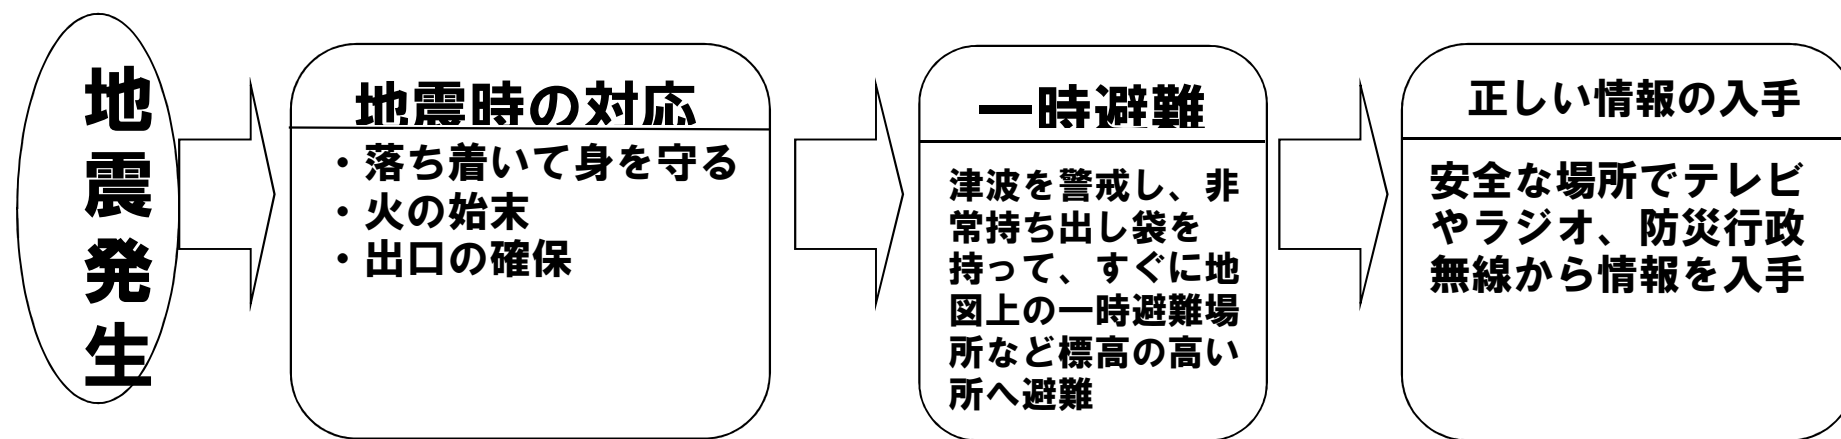 地震発生
地震時の対応
・落ち着いて身を守る
・火の始末
・出口の確保
一時避難
津波を警戒し、非
常持ち出し袋を
持って、すぐに地
図上の一時避難場
所など標高の高い
所へ避難
正しい情報の入手
安全な場所でテレビ
やラジオ、防災行政
無線から情報を入手